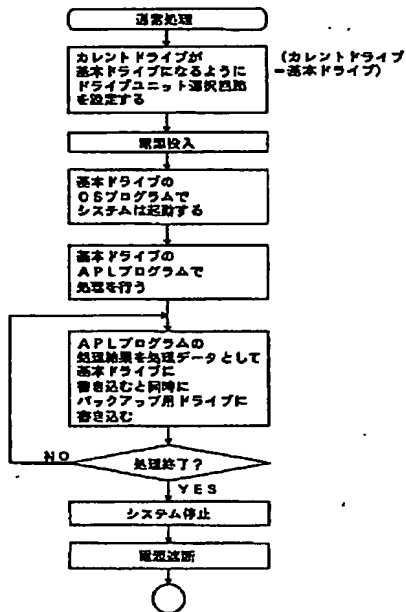 通常処理
カレントドライブが
基本ドライブになるように
ドライブユニット選択回路
を設定する
(カレントドライブ
=基本ドライブ)
電源投入
基本ドライブの
OSプログラムで
システムは起動する
基本ドライブの
APLプログラムで
処理を行う
APLプログラムの
処理結果を処理データとして
基本ドライブに
書き込むと同時に
バックアップ用ドライブに
書き込む
NO
処理終了?
YES
システム停止
電源遮断